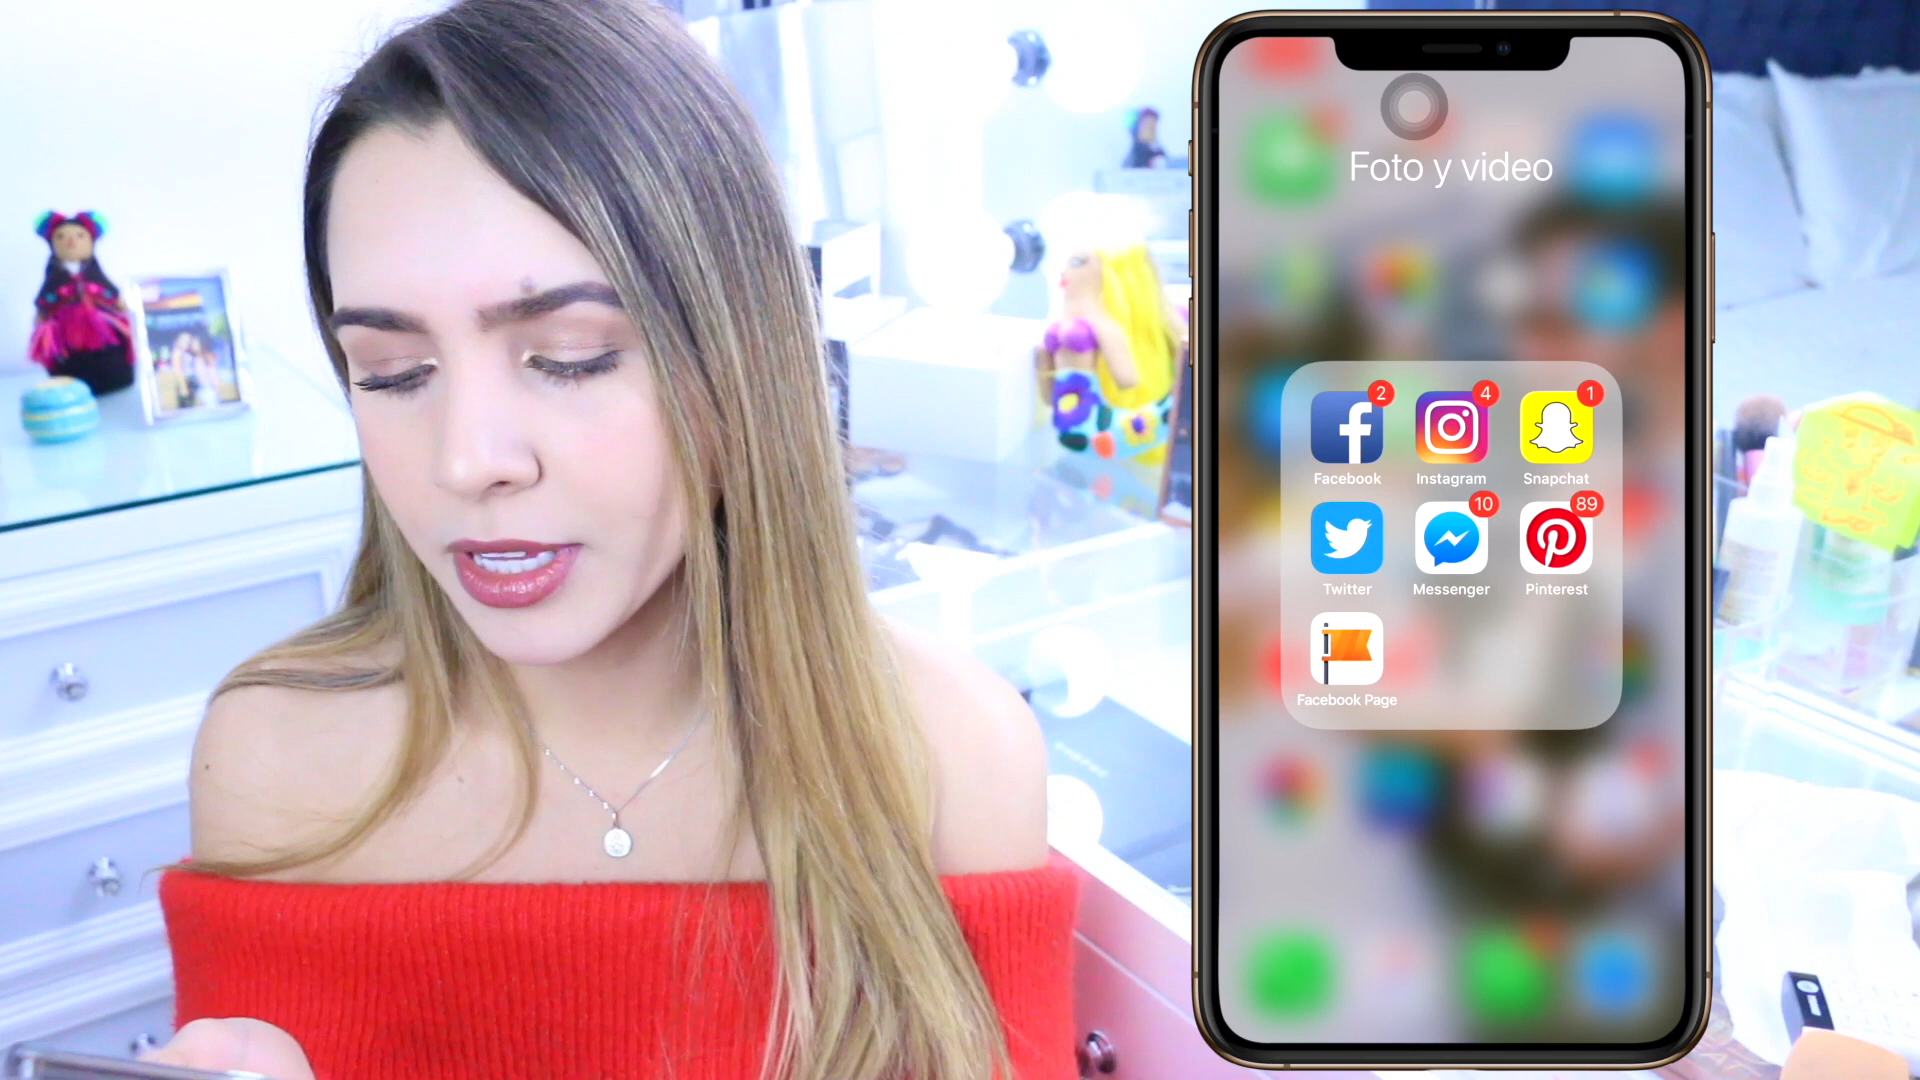 Foto y video
2
4
1
Facebook
Instagram
Snapchat
10
89
Twitter
Messenger
Pinterest
Facebook Page